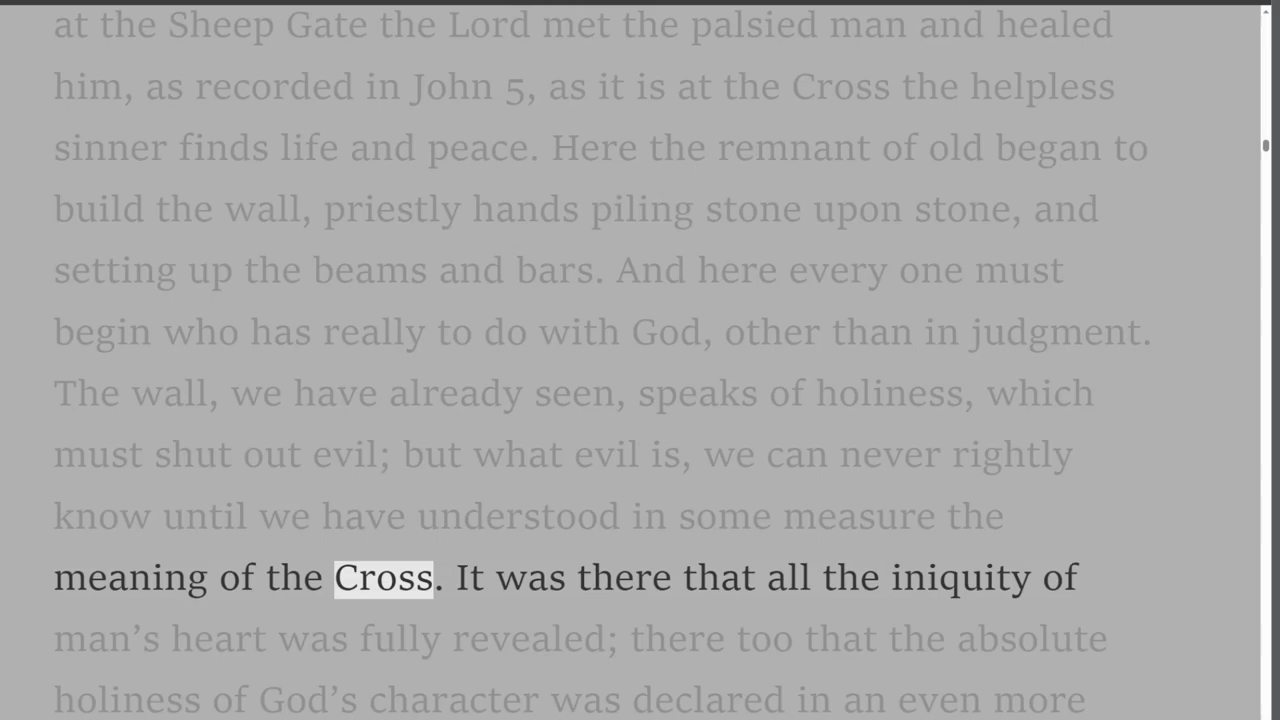 at the Sheep Gate the Lord met the palsied man and healed
him, as recorded in John 5, as it is at the Cross the helpless
sinner finds life and peace. Here the remnant of old began to
build the wall, priestly hands piling stone upon stone, and
setting up the beams and bars. And here every one must
begin who has really to do with God, other than in judgment.
The wall, we have already seen, speaks of holiness, which
must shut out evil; but what evil is, we can never rightly
know until we have understood in some measure the
meaning of the Cross. It was there that all the iniquity of
man’s heart was fully revealed; there too that the absolute
holiness of God’s character was declared in an even more